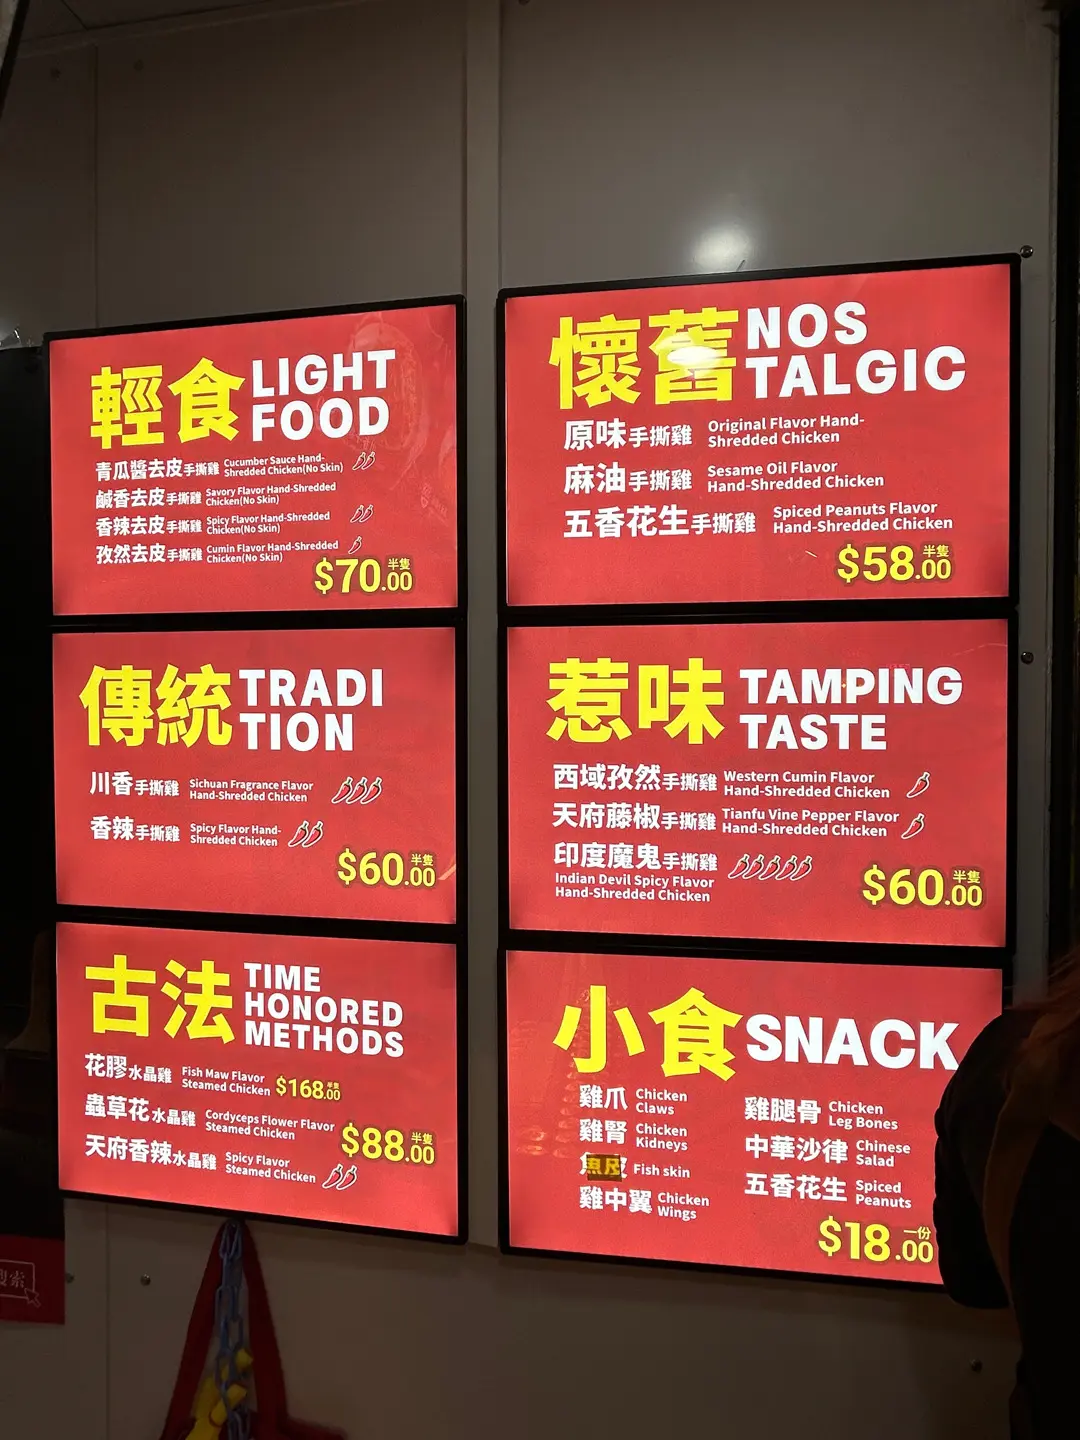 輕食 LIGHT
FOOD
青瓜醬去皮手撕雞 Cucumber Sauce Hand-
Shredded Chicken(No Skin)
鹹香去皮手撕雞 Savory Flavor Hand-Shredded
Chicken(No Skin)
香辣去皮手撕雞 Spicy Flavor Hand-Shredded
Chicken(No Skin)
孜然去皮手撕雞 Cumin Flavor Hand-Shredded
Chicken(No Skin)
$70.00 半隻
懷舊 NOS
TALGIC
原味手撕雞 Original Flavor Hand-
Shredded Chicken
麻油手撕雞 Sesame Oil Flavor
Hand-Shredded Chicken
五香花生手撕雞 Spiced Peanuts Flavor
Hand-Shredded Chicken
$58.00 半隻
傳統 TRADI
TION
川香手撕雞 Sichuan Fragrance Flavor
Hand-Shredded Chicken
香辣手撕雞 Spicy Flavor Hand-
Shredded Chicken
$60.00 半隻
惹味 TAMPING
TASTE
西域孜然手撕雞 Western Cumin Flavor
Hand-Shredded Chicken
天府藤椒手撕雞 Tianfu Vine Pepper Flavor
Hand-Shredded Chicken
印度魔鬼手撕雞
Indian Devil Spicy Flavor
Hand-Shredded Chicken
$60.00 半隻
古法 TIME
HONORED
METHODS
花膠水晶雞 Fish Maw Flavor
Steamed Chicken $168.00 半隻
蟲草花水晶雞 Cordyceps Flower Flavor
Steamed Chicken
天府香辣水晶雞 Spicy Flavor
Steamed Chicken
$88.00 半隻
小食 SNACK
雞爪 Chicken
Claws
雞腎 Chicken
Kidneys
Fish skin
雞中翼 Chicken
Wings
雞腿骨 Chicken
Leg Bones
中華沙律 Chinese
Salad
五香花生 Spiced
Peanuts
$18.00 一份
搜索